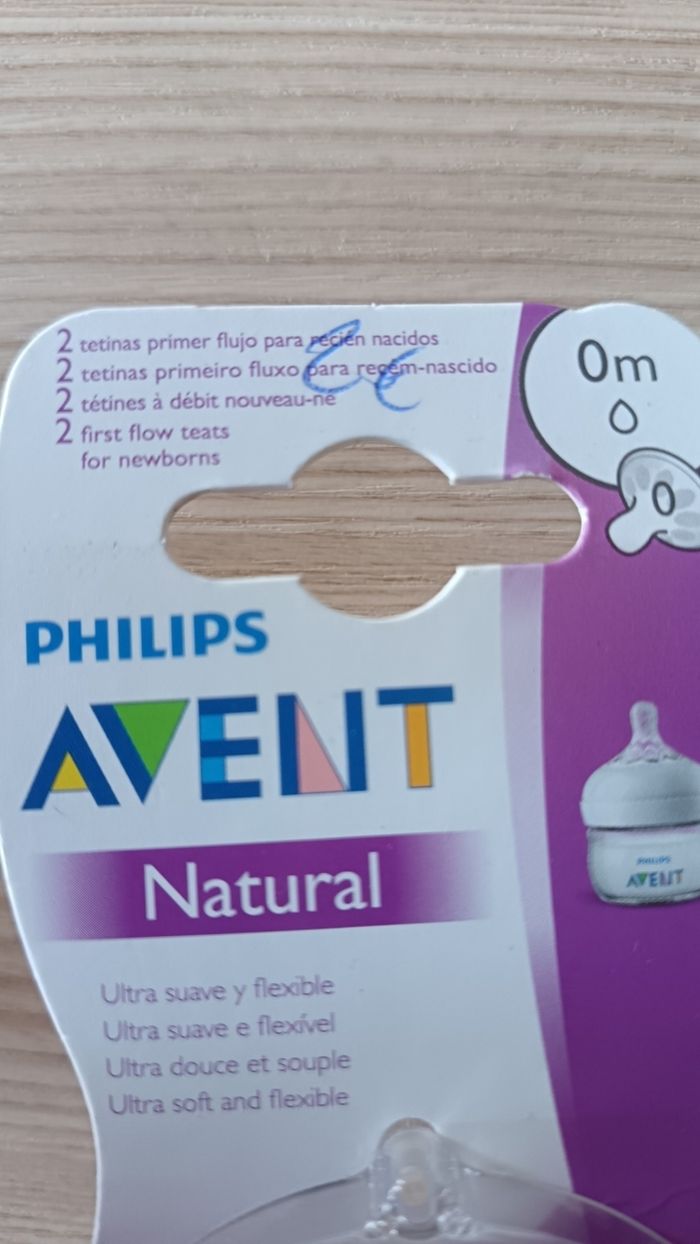 2 tetinas primer flujo para recién nacidos
2 tetinas primeiro fluxo para recém-nascido
2 tétines à débit nouveau-né
2 first flow teats
for newborns
0m
0
PHILIPS
AVENT
Natural
PHILIPS
AVENT
Ultra suave y flexible
Ultra suave e flexível
Ultra douce et souple
Ultra soft and flexible